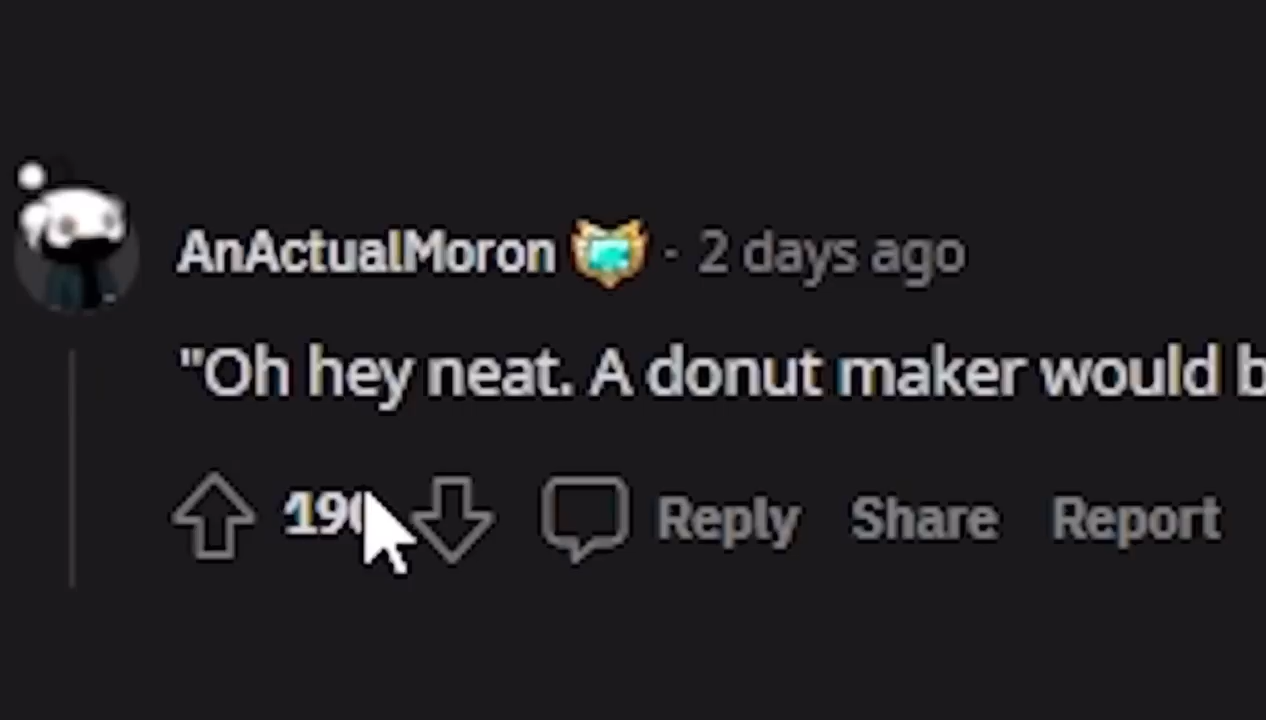 AnActualMoron · 2 days ago
"Oh hey neat. A donut maker would
Reply Share Report